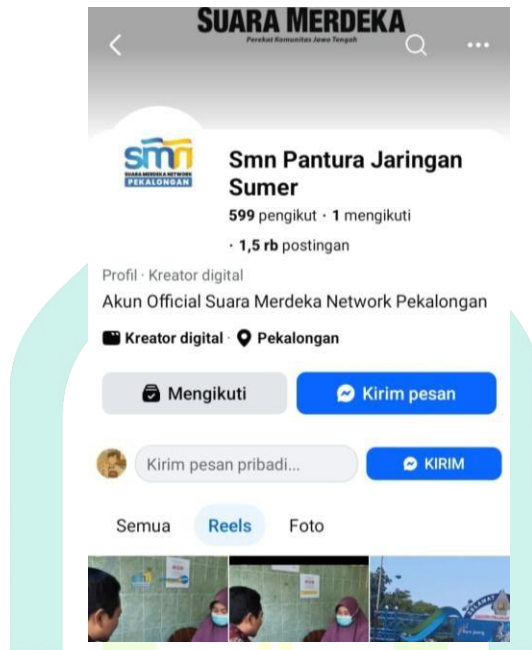 SUARA MERDEKA
Perekat Komunitas Jawa Tengah
smn
SUARA MERDEKA NETWORK
PEKALONGAN
Smn Pantura Jaringan
Sumer
599 pengikut · 1 mengikuti
· 1,5 rb postingan
Profil · Kreator digital
Akun Official Suara Merdeka Network Pekalongan
Kreator digital · Pekalongan
Mengikuti
Kirim pesan
Kirim pesan pribadi...
KIRIM
Semua
Reels
Foto
SELAMAT